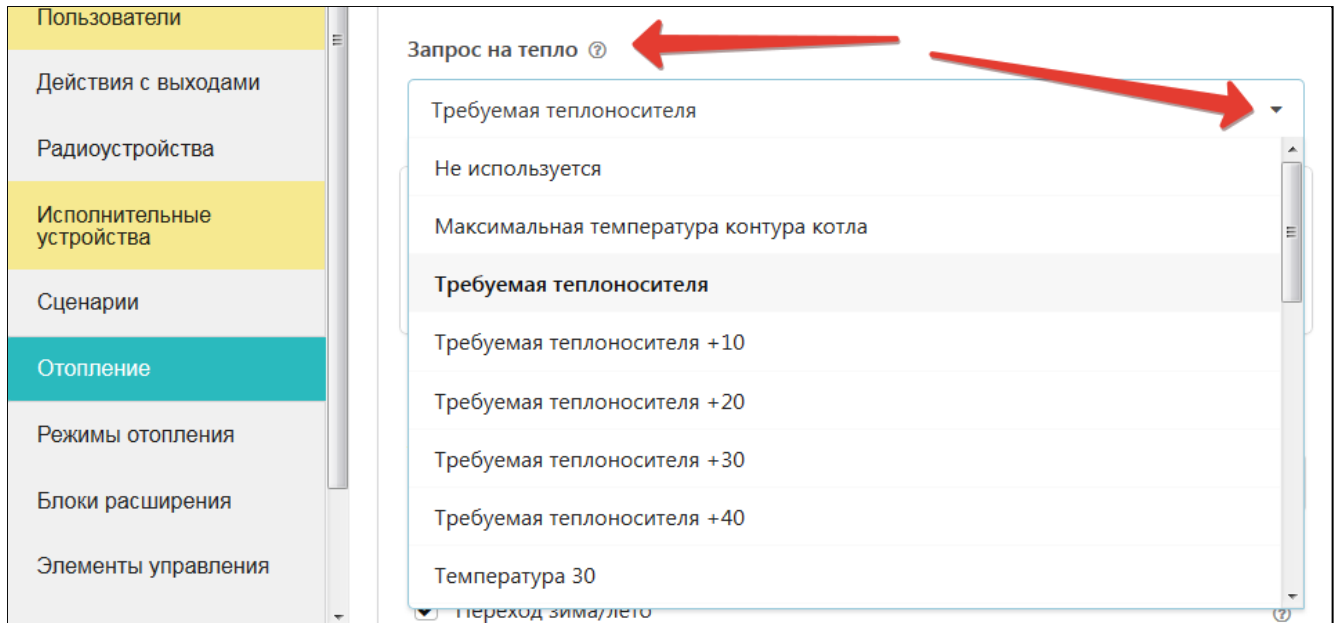 Пользователи
Действия с выходами
Радиоустройства
Исполнительные
устройства
Сценарии
Отопление
Режимы отопления
Блоки расширения
Элементы управления
Запрос на тепло ?
Требуемая теплоносителя
Не используется
Максимальная температура контура котла
Требуемая теплоносителя
Требуемая теплоносителя +10
Требуемая теплоносителя +20
Требуемая теплоносителя +30
Требуемая теплоносителя +40
Температура 30
Переход зима/лето ?